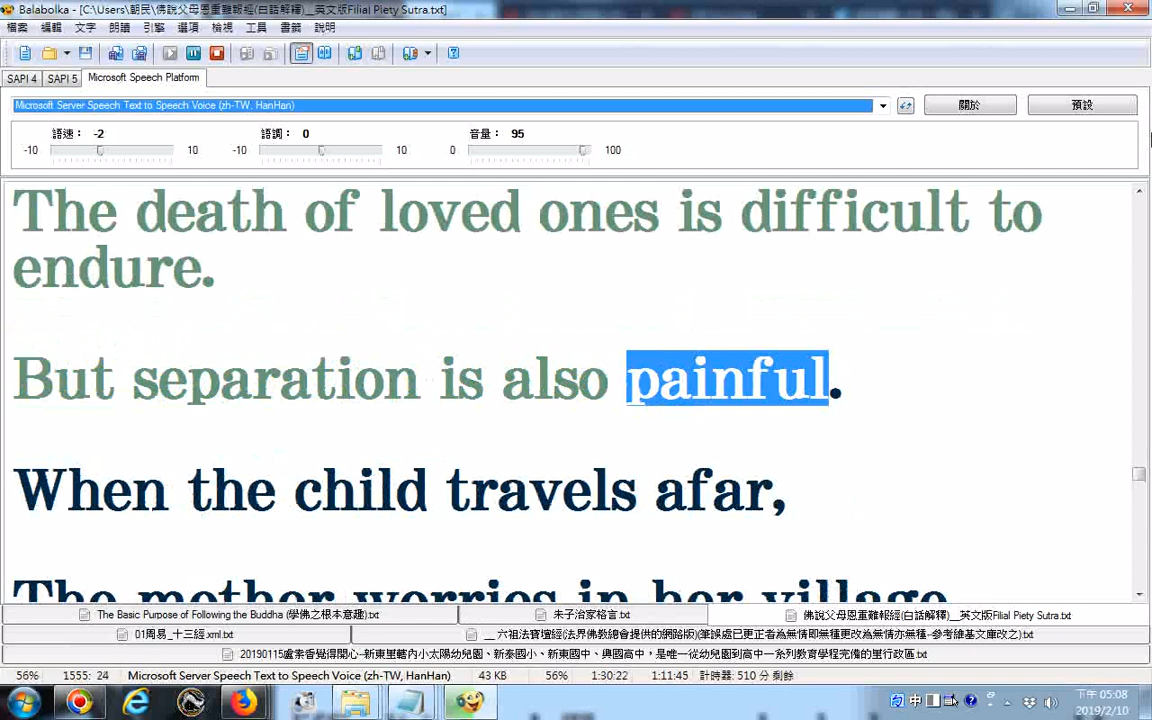 Balabolka - [C:\Users\朝民\佛說父母恩重難報經(白話解釋)__英文版Filial Piety Sutra.txt]
檔案 編輯 文字 朗讀 引擎 選項 檢視 工具 書籤 說明
SAPI 4 SAPI 5 Microsoft Speech Platform
Microsoft Server Speech Text to Speech Voice (zh-TW, HanHan) 關於 預設
語速： -2 語調： 0 音量： 95
-10 10 -10 10 0 100
The death of loved ones is difficult to
endure.
But separation is also painful.
When the child travels afar,
The mother worries in her village
The Basic Purpose of Following the Buddha (學佛之根本意趣).txt 朱子治家格言.txt 佛說父母恩重難報經(白話解釋)__英文版Filial Piety Sutra.txt
01周易_十三經.xml.txt __六祖法寶壇經(法界佛教總會提供的網路版)(筆誤處已更正者為無情即無種更改為無情亦無種-參考維基文庫改之).txt
20190115盧素香覺得開心--新東里轄內小太陽幼兒園、新泰國小、新東國中、興國高中，是唯一從幼兒園到高中一系列教育學程完備的里行政區.txt
56% 1555: 24 Microsoft Server Speech Text to Speech Voice (zh-TW, HanHan) 43 KB 56% 1:30:22 1:11:45 計時器: 510 分 剩餘
中 下午 05:08
2019/2/10